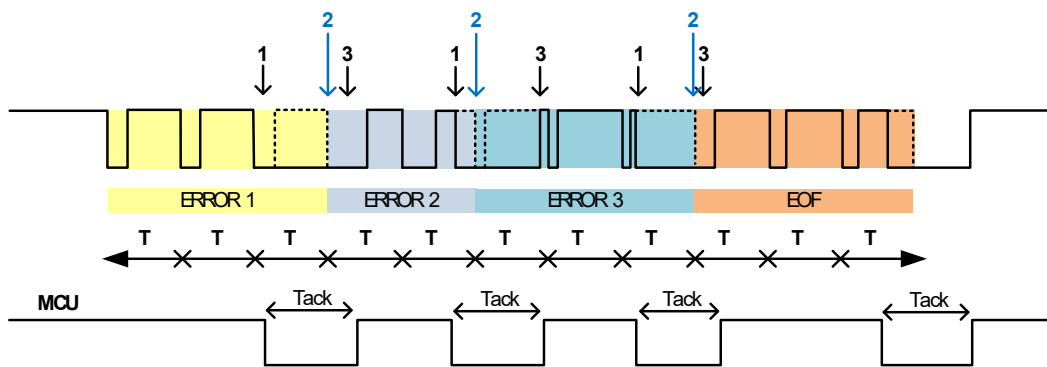 2 2 2
1 3 1 3 1 3
ERROR 1 ERROR 2 ERROR 3 EOF
T T T T T T T T T T T
MCU Tack Tack Tack Tack